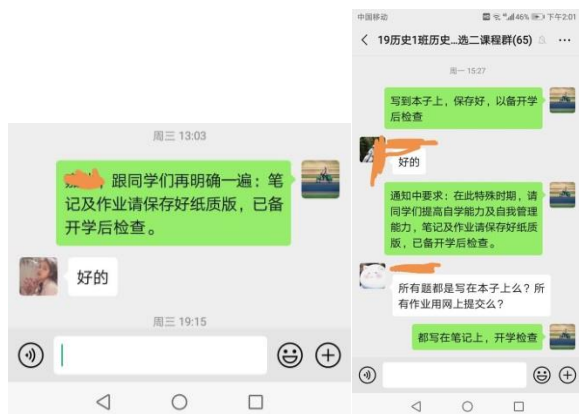 周三 13:03
，跟同学们再明确一遍：笔
记及作业请保存好纸质版，已备
开学后检查。
好的
周三 19:15
中国移动
46% 下午2:01
19历史1班历史...选二课程群(65)
周一 15:27
写到本子上，保存好，以备开学
后检查
好的
通知中要求：在此特殊时期，请
同学们提高自学能力及自我管理
能力，笔记及作业请保存好纸质
版，已备开学后检查。
所有题都是写在本子上么？所
有作业用网上提交么？
都写在笔记上，开学检查